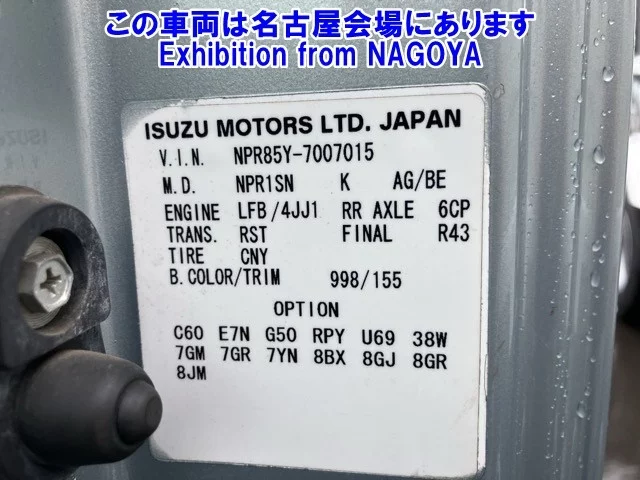 この車両は名古屋会場にあります
Exhibition from NAGOYA
ISUZU MOTORS LTD. JAPAN
V.I.N. NPR85Y-7007015
M.D. NPR1SN K AG/BE
ENGINE LFB/4JJ1 RR AXLE 6CP
TRANS. RST FINAL R43
TIRE CNY
B.COLOR/TRIM 998/155
OPTION
C60 E7N G50 RPY U69 38W
7GM 7GR 7YN 8BX 8GJ 8GR
8JM